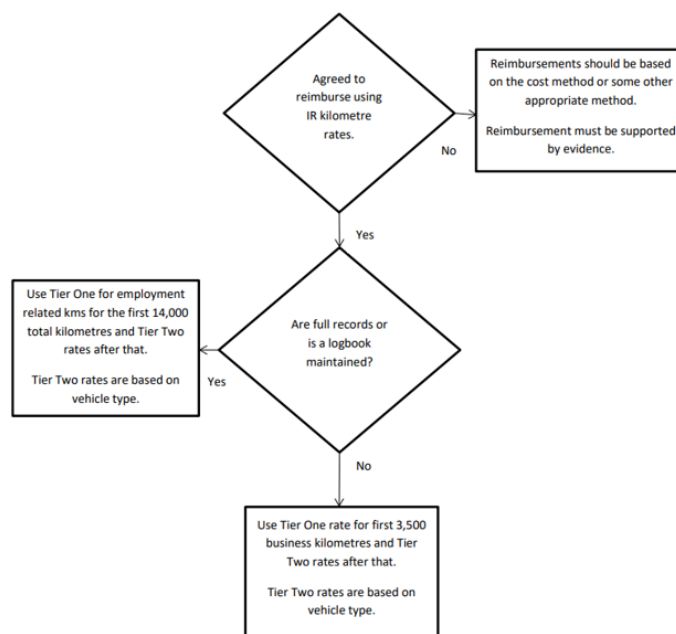 Agreed to
reimburse using
IR kilometre
rates.
Reimbursements should be based
on the cost method or some other
appropriate method.
Reimbursement must be supported
by evidence.
No
Yes
Use Tier One for employment
related kms for the first 14,000
total kilometres and Tier Two
rates after that.
Tier Two rates are based on
vehicle type.
Are full records or
is a logbook
maintained?
Yes
No
Use Tier One rate for first 3,500
business kilometres and Tier
Two rates after that.
Tier Two rates are based on
vehicle type.